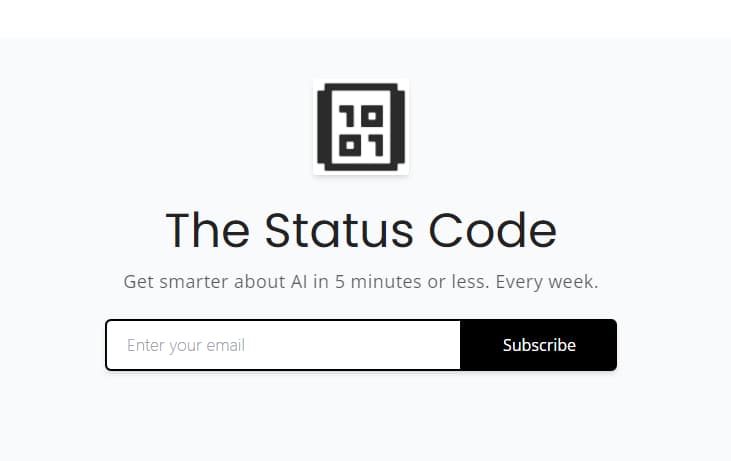 10
01
The Status Code
Get smarter about AI in 5 minutes or less. Every week.
Enter your email
Subscribe